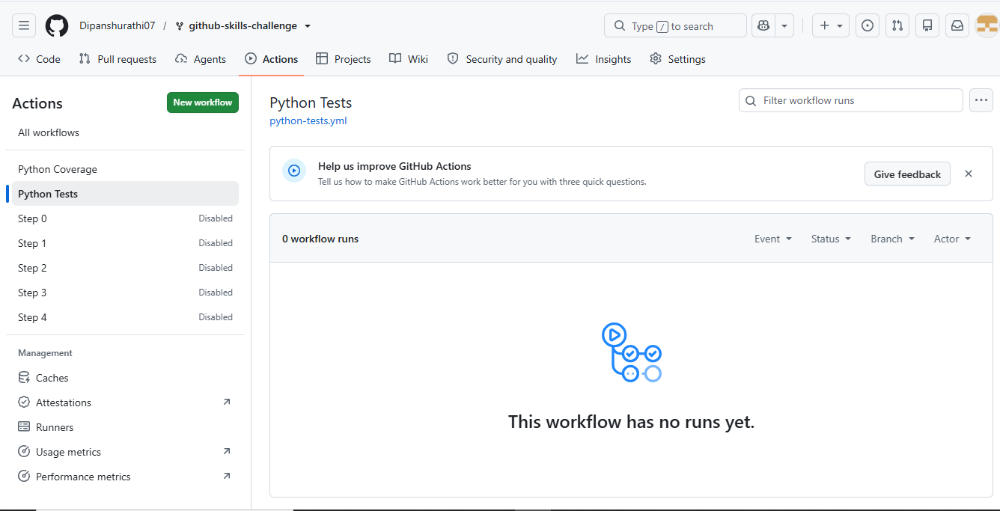 Dipanshurathi07 / github-skills-challenge
Type / to search
Code
Pull requests
Agents
Actions
Projects
Wiki
Security and quality
Insights
Settings
Actions
New workflow
All workflows
Python Coverage
Python Tests
Step 0 Disabled
Step 1 Disabled
Step 2 Disabled
Step 3 Disabled
Step 4 Disabled
Management
Caches
Attestations
Runners
Usage metrics
Performance metrics
Python Tests
python-tests.yml
Filter workflow runs
Help us improve GitHub Actions
Tell us how to make GitHub Actions work better for you with three quick questions.
Give feedback
0 workflow runs
Event
Status
Branch
Actor
This workflow has no runs yet.